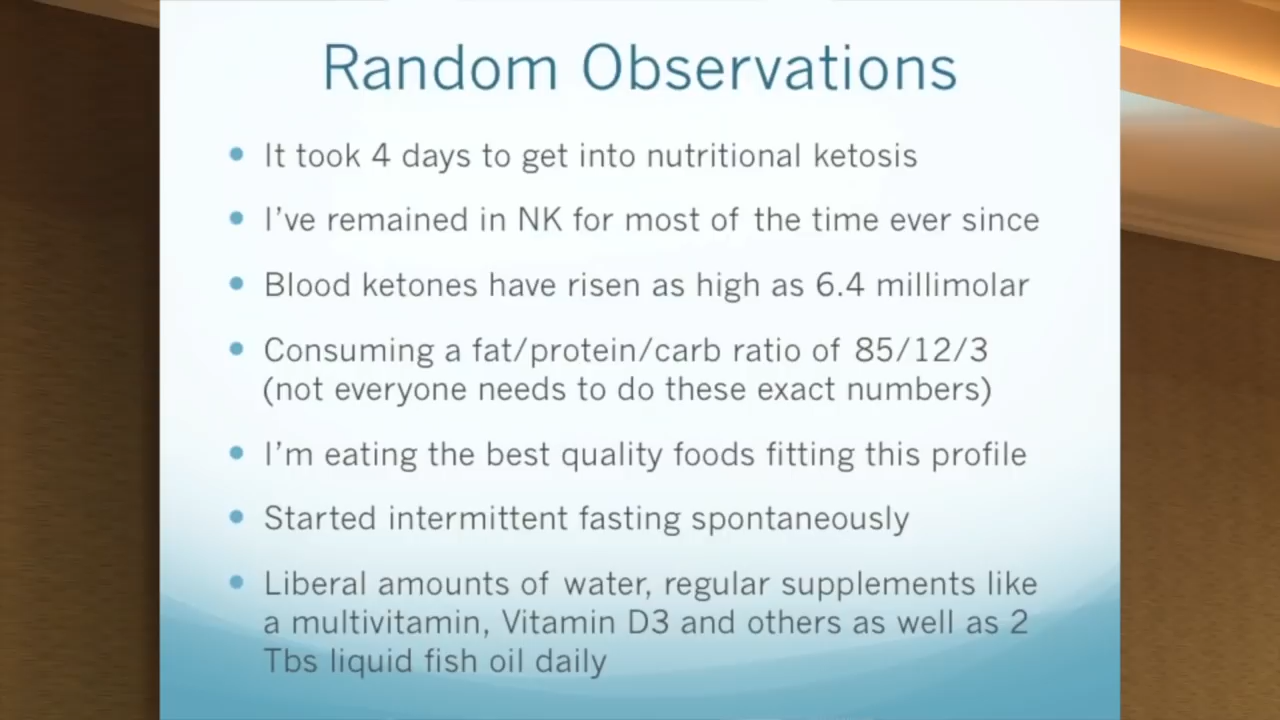 Random Observations
• It took 4 days to get into nutritional ketosis
• I've remained in NK for most of the time ever since
• Blood ketones have risen as high as 6.4 millimolar
• Consuming a fat/protein/carb ratio of 85/12/3
(not everyone needs to do these exact numbers)
• I'm eating the best quality foods fitting this profile
• Started intermittent fasting spontaneously
• Liberal amounts of water, regular supplements like
a multivitamin, Vitamin D3 and others as well as 2
Tbs liquid fish oil daily